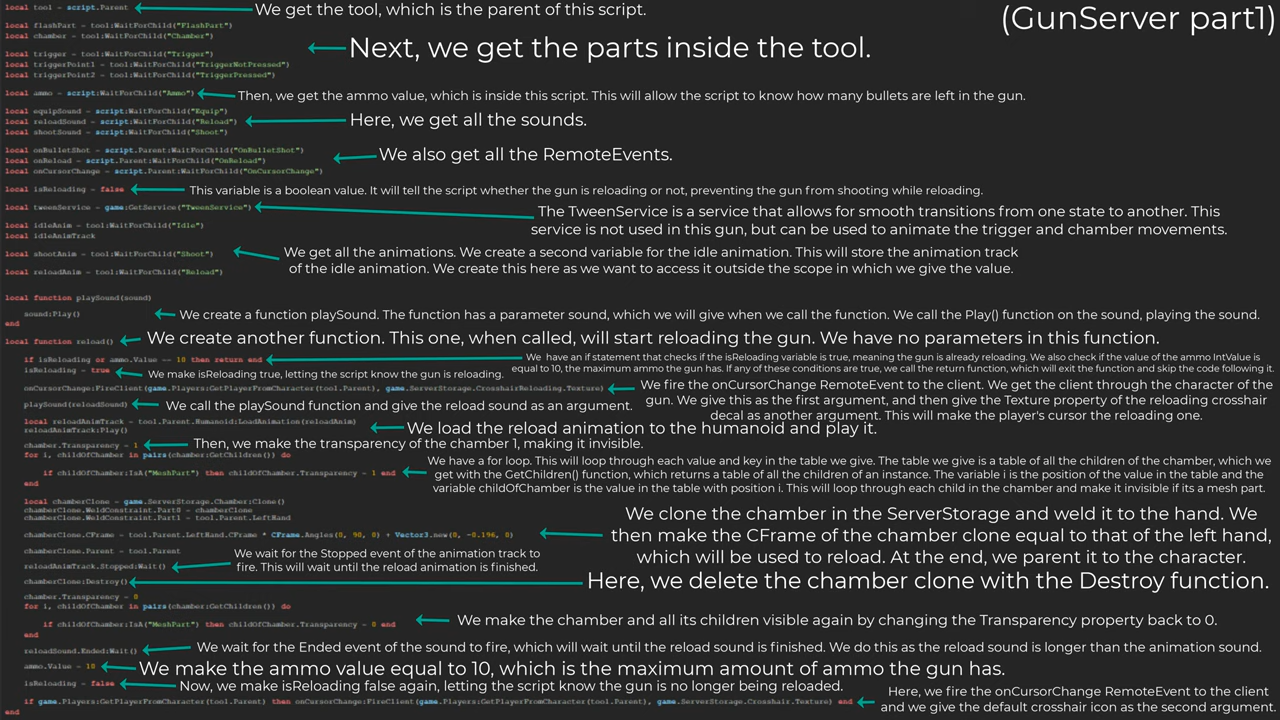 local tool = script.Parent
We get the tool, which is the parent of this script.
(GunServer part1)
local flashPart = tool:WaitForChild("FlashPart")
local chamber = tool:WaitForChild("Chamber")
Next, we get the parts inside the tool.
local trigger = tool:WaitForChild("Trigger")
local triggerPoint1 = tool:WaitForChild("TriggerNotPressed")
local triggerPoint2 = tool:WaitForChild("TriggerPressed")
local ammo = script:WaitForChild("Ammo")
Then, we get the ammo value, which is inside this script. This will allow the script to know how many bullets are left in the gun.
local equipSound = script:WaitForChild("Equip")
local reloadSound = script:WaitForChild("Reload")
local shootSound = script:WaitForChild("Shoot")
Here, we get all the sounds.
local onBulletShot = script.Parent:WaitForChild("OnBulletShot")
local onReload = script.Parent:WaitForChild("OnReload")
local onCursorChange = script.Parent:WaitForChild("OnCursorChange")
We also get all the RemoteEvents.
local isReloading = false
This variable is a boolean value. It will tell the script whether the gun is reloading or not, preventing the gun from shooting while reloading.
local tweenService = game:GetService("TweenService")
The TweenService is a service that allows for smooth transitions from one state to another. This
service is not used in this gun, but can be used to animate the trigger and chamber movements.
local idleAnim = tool:WaitForChild("Idle")
local idleAnimTrack
local shootAnim = tool:WaitForChild("Shoot")
We get all the animations. We create a second variable for the idle animation. This will store the animation track
of the idle animation. We create this here as we want to access it outside the scope in which we give the value.
local reloadAnim = tool:WaitForChild("Reload")
local function playSound(sound)
sound:Play()
We create a function playSound. The function has a parameter sound, which we will give when we call the function. We call the Play() function on the sound, playing the sound.
end
local function reload()
We create another function. This one, when called, will start reloading the gun. We have no parameters in this function.
if isReloading or ammo.Value == 10 then return end
We have an if statement that checks if the isReloading variable is true, meaning the gun is already reloading. We also check if the value of the ammo IntValue is
equal to 10, the maximum ammo the gun has. If any of these conditions are true, we call the return function, which will exit the function and skip the code following it.
isReloading = true
We make isReloading true, letting the script know the gun is reloading.
onCursorChange:FireClient(game.Players:GetPlayerFromCharacter(tool.Parent), game.ServerStorage.CrosshairReloading.Texture)
We fire the onCursorChange RemoteEvent to the client. We get the client through the character of the
gun. We give this as the first argument, and then give the Texture property of the reloading crosshair
decal as another argument. This will make the player's cursor the reloading one.
playSound(reloadSound)
We call the playSound function and give the reload sound as an argument.
local reloadAnimTrack = tool.Parent.Humanoid:LoadAnimation(reloadAnim)
reloadAnimTrack:Play()
We load the reload animation to the humanoid and play it.
chamber.Transparency = 1
Then, we make the transparency of the chamber 1, making it invisible.
for i, childOfChamber in pairs(chamber:GetChildren()) do
if childOfChamber:IsA("MeshPart") then childOfChamber.Transparency = 1 end
We have a for loop. This will loop through each value and key in the table we give. The table we give is a table of all the children of the chamber, which we
get with the GetChildren() function, which returns a table of all the children of an instance. The variable i is the position of the value in the table and the
variable childOfChamber is the value in the table with position i. This will loop through each child in the chamber and make it invisible if its a mesh part.
end
local chamberClone = game.ServerStorage.Chamber:Clone()
chamberClone.WeldConstraint.Part0 = chamberClone
chamberClone.WeldConstraint.Part1 = tool.Parent.LeftHand
chamberClone.CFrame = tool.Parent.LeftHand.CFrame * CFrame.Angles(0, 90, 0) + Vector3.new(0, -0.196, 0)
We clone the chamber in the ServerStorage and weld it to the hand. We
then make the CFrame of the chamber clone equal to that of the left hand,
which will be used to reload. At the end, we parent it to the character.
chamberClone.Parent = tool.Parent
reloadAnimTrack.Stopped:Wait()
We wait for the Stopped event of the animation track to
fire. This will wait until the reload animation is finished.
chamberClone:Destroy()
Here, we delete the chamber clone with the Destroy function.
chamber.Transparency = 0
for i, childOfChamber in pairs(chamber:GetChildren()) do
if childOfChamber:IsA("MeshPart") then childOfChamber.Transparency = 0 end
We make the chamber and all its children visible again by changing the Transparency property back to 0.
end
reloadSound.Ended:Wait()
We wait for the Ended event of the sound to fire, which will wait until the reload sound is finished. We do this as the reload sound is longer than the animation sound.
ammo.Value = 10
We make the ammo value equal to 10, which is the maximum amount of ammo the gun has.
isReloading = false
Now, we make isReloading false again, letting the script know the gun is no longer being reloaded.
if game.Players:GetPlayerFromCharacter(tool.Parent) then onCursorChange:FireClient(game.Players:GetPlayerFromCharacter(tool.Parent), game.ServerStorage.Crosshair.Texture) end
Here, we fire the onCursorChange RemoteEvent to the client
and we give the default crosshair icon as the second argument.
end